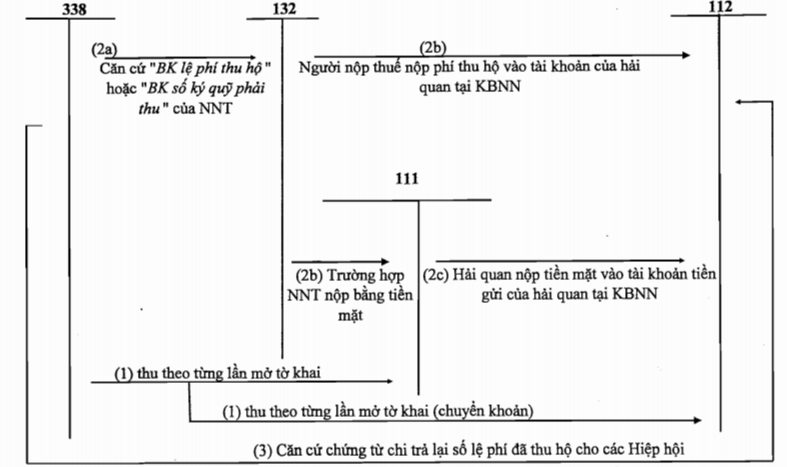 338
132
112
(2a)
Căn cứ "BK lệ phí thu hộ"
hoặc "BK số ký quỹ phải
thu" của NNT
(2b)
Người nộp thuế nộp phí thu hộ vào tài khoản của hải
quan tại KBNN
111
(2b) Trường hợp
NNT nộp bằng tiền
mặt
(2c) Hải quan nộp tiền mặt vào tài khoản tiền
gửi của hải quan tại KBNN
(1) thu theo từng lần mở tờ khai
(1) thu theo từng lần mở tờ khai (chuyển khoản)
(3) Căn cứ chứng từ chi trả lại số lệ phí đã thu hộ cho các Hiệp hội